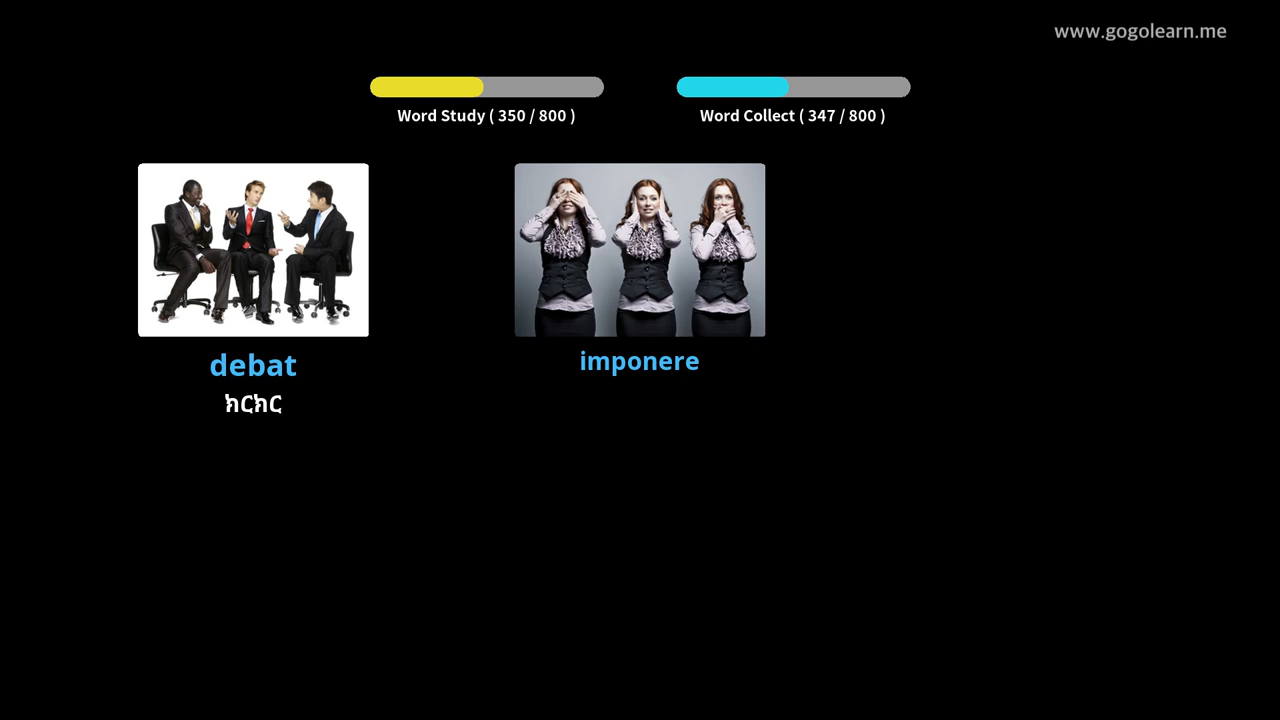 www.gogolearn.me
Word Study ( 350 / 800 )
Word Collect ( 347 / 800 )
debat
ክርክር
imponere